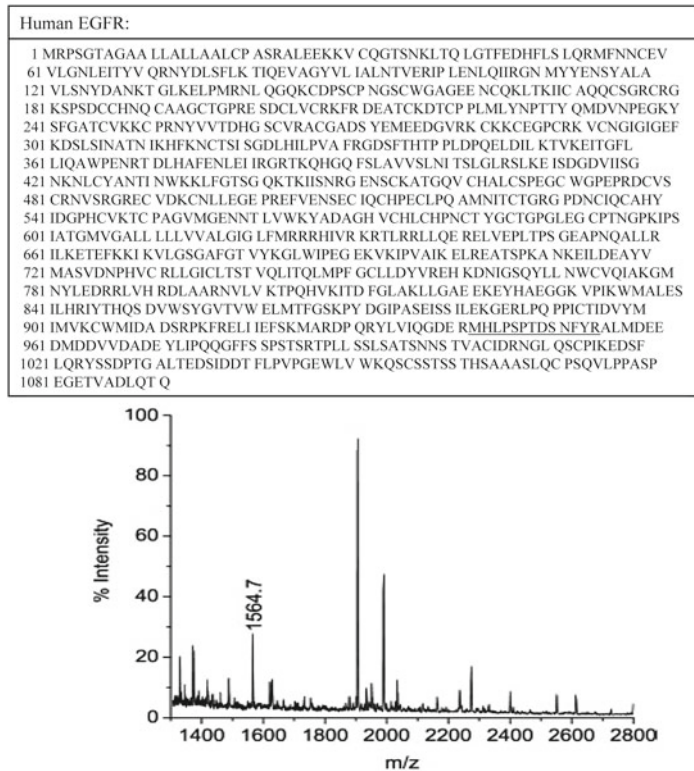 Human EGFR:
1 MRPSGTAGAA LLALLAALCP ASRALEEKKV CQGTSNKLTQ LGTFEDHFLS LQRMFNNCEV
61 VLGNLEITYV QRNYDLSFLK TIQEVAGYVL IALNTVERIP LENLQIIRGN MYYENSYALA
121 VLSNYDANKT GLKELPMRNL QGQKCDPSCP NGSCWGAGEE NCQKLTKIIC AQQCSGRCRG
181 KSPSDCCHNQ CAAGCTGPRE SDCLVCRKFR DEATCKDTCP PLMLYNPTTY QMDVNPEGKY
241 SFGATCVKKC PRNYVVTDHG SCVRACGADS YEMEEDGVRK CKKCEGPCRK VCNGIGIGEF
301 KDSLSINATN IKHFKNCTSI SGDLHILPVA FRGDSFTHTP PLDPQELDIL KTVKEITGFL
361 LIQAWPENRT DLHAFENLEI IRGRTKQHGQ FSLAVVSLNI TSLGLRSLKE ISDGDVIISG
421 NKNLCYANTI NWKKLFGTSG QKTKIISNRG ENSCKATGQV CHALCSPEGC WGPEPRDCVS
481 CRNVSRGREC VDKCNLLEGE PREFVENSEC IQCHPECLPQ AMNITCTGRG PDNCIQCAHY
541 IDGPHCVKTC PAGVMGENNT LVWKYADAGH VCHLCHPNCT YGCTGPGLEG CPTNGPKIPS
601 IATGMVGALL LLLVVALGIG LFMRRRHIVR KRTLRRLLQE RELVEPLTPS GEAPNQALLR
661 ILKETEFKKI KVLGSGAFGT VYKGLWIPEG EKVKIPVAIK ELREATSPKA NKEILDEAYV
721 MASVDNPHVC RLLGICLTST VQLITQLMPF GCLLDYVREH KDNIGSQYLL NWCVQIAKGM
781 NYLEDRRLVH RDLAARNVLV KTPQHVKITD FGLAKLLGAE EKEYHAEGGK VPIKWMALES
841 ILHRIYTHQS DVWSYGVTVW ELMTFGSKPY DGIPASEISS ILEKGERLPQ PPICTIDVYM
901 IMVKCWMIDA DSRPKFRELI IEFSKMARDP QRYLVIQGDE RMHLPSPTDS NFYRALMDEE
961 DMDDVVDADE YLIPQQGFFS SPSTSRTPLL SSLSATSNNS TVACIDRNGL QSCPIKEDSF
1021 LQRYSSDPTG ALTEDSIDDT FLPVPGEWLV WKQSCSSTSS THSAAASLQC PSQVLPPASP
1081 EGETVADLQT Q
100
80
60
40
20
0
% Intensity
1564.7
1400 1600 1800 2000 2200 2400 2600 2800
m/z